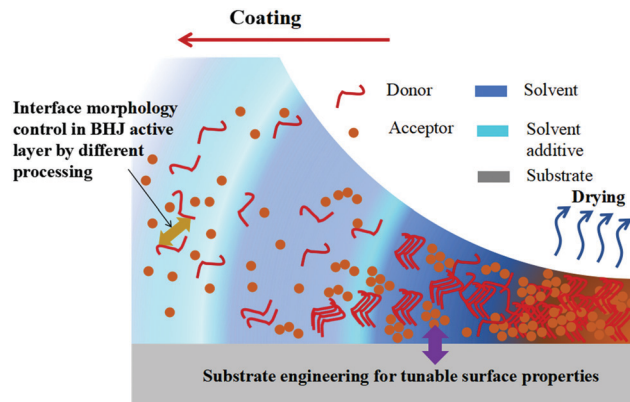 Coating
Interface morphology
control in BHJ active
layer by different
processing
Donor
Solvent
Acceptor
Solvent
additive
Substrate
Drying
Substrate engineering for tunable surface properties